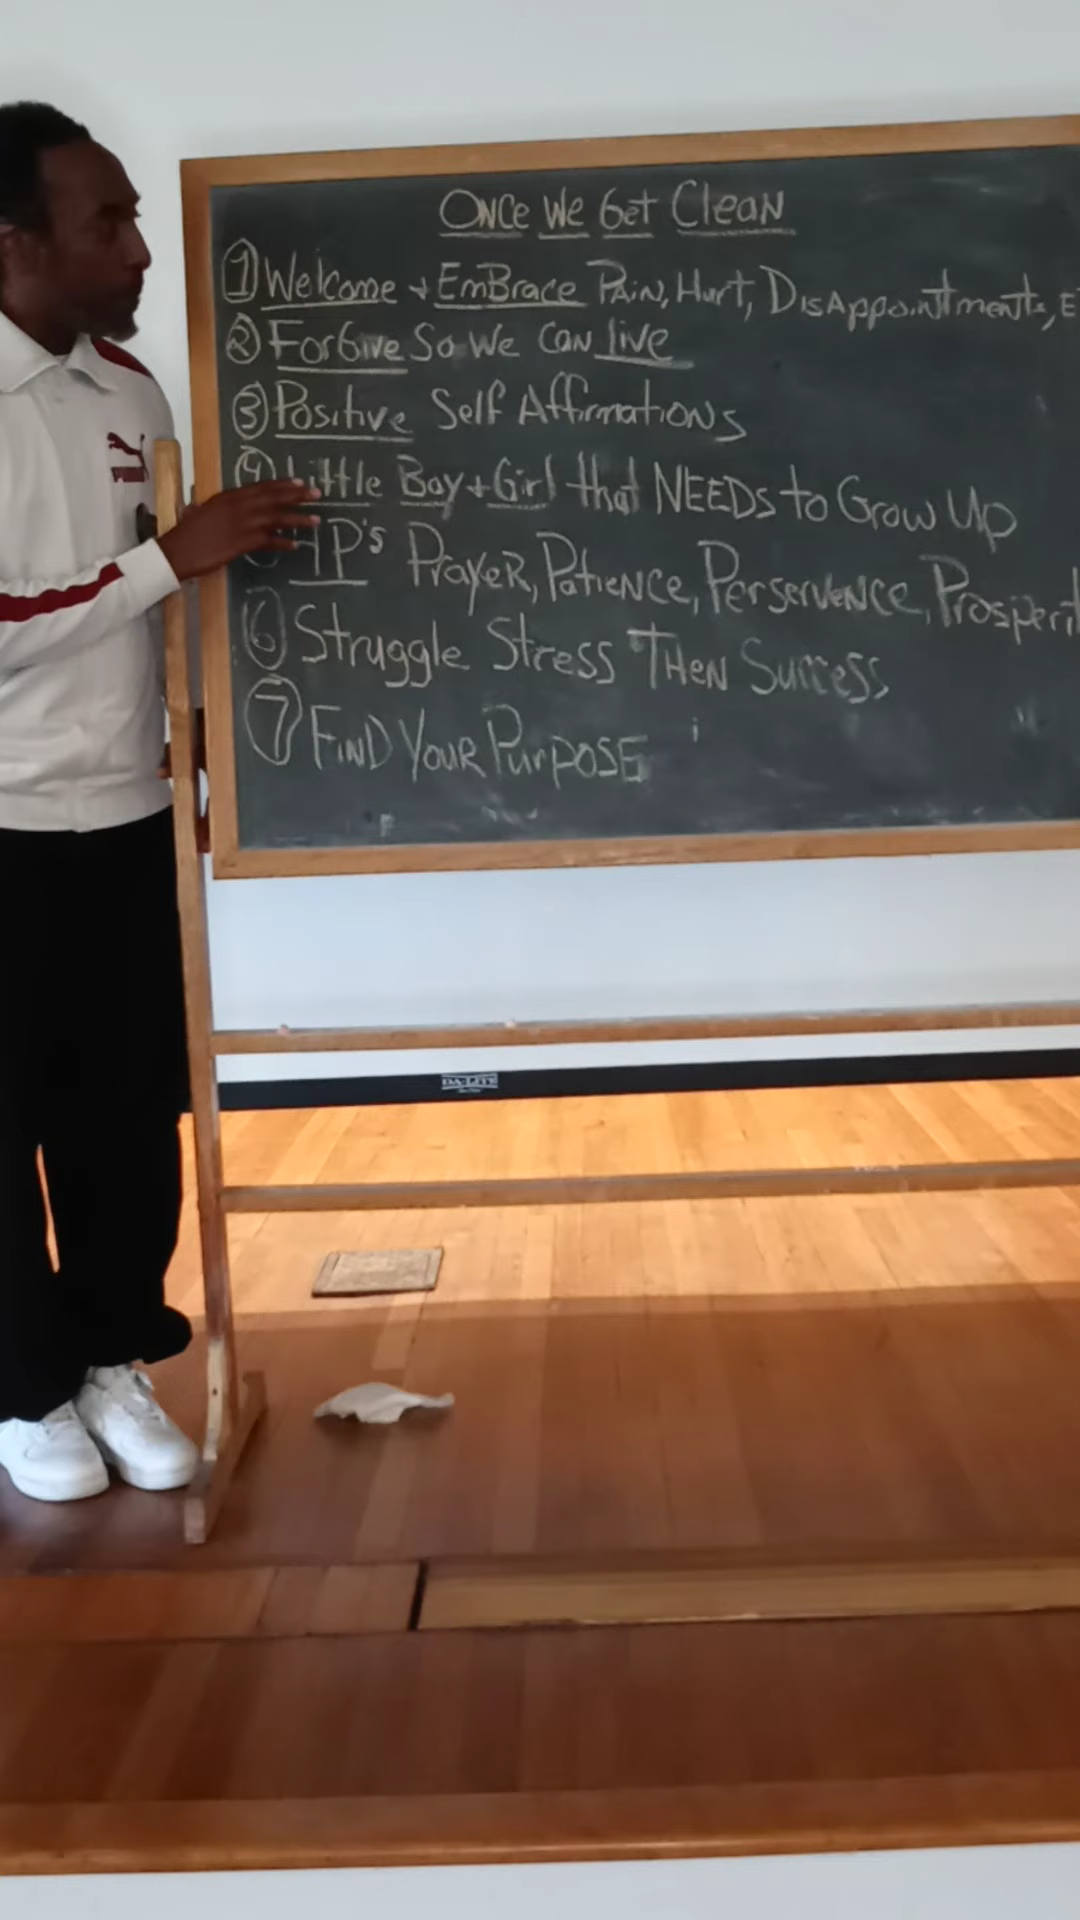 Once We Get Clean
① Welcome + EmBrace PAiN, Hurt, DisAppointments,
② ForGive So We CAN live
③ Positive Self Affirmations
④ Little Boy + Girl that NEEDs to Grow Up
4P's PrayeR, Patience, PerserveNce,
⑥ Struggle Stress THeN Success
⑦ FiND YouR PurposE
PUMA
DA-LITE